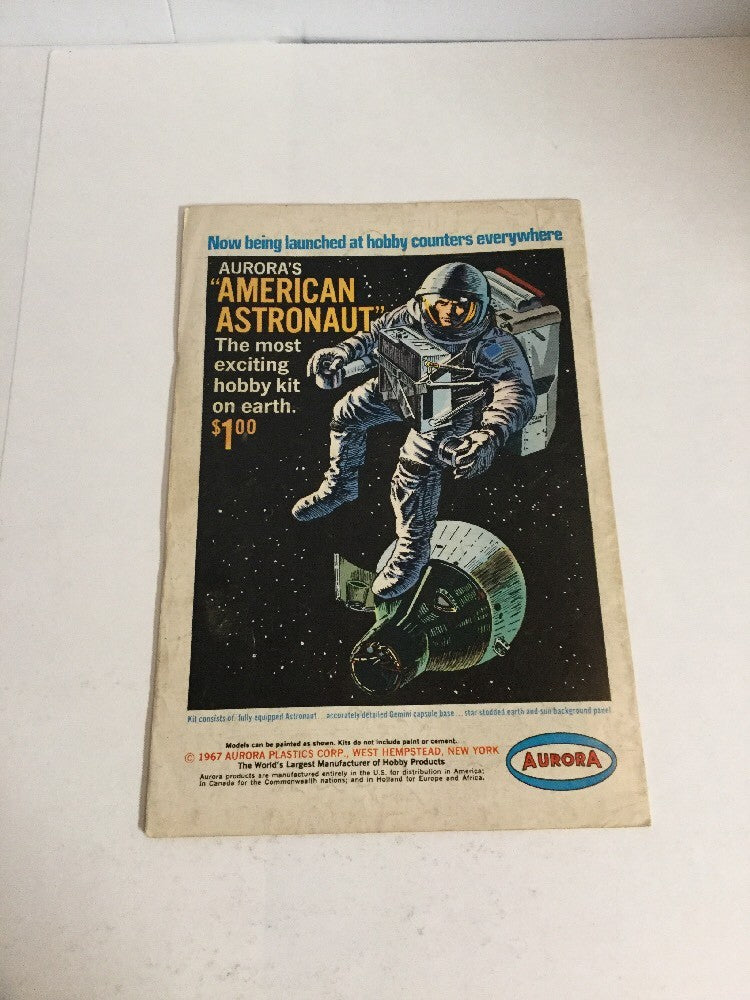 Now being launched at hobby counters everywhere
AURORA'S
"AMERICAN
ASTRONAUT"
The most
exciting
hobby kit
on earth.
$1.00
Kit consists of: fully equipped Astronaut...accurately detailed Gemini capsule base...star-studded earth and sun background panel
Models can be painted as shown. Kits do not include paint or cement.
© 1967 AURORA PLASTICS CORP., WEST HEMPSTEAD, NEW YORK
The World's Largest Manufacturer of Hobby Products
Aurora products are manufactured entirely in the U.S. for distribution in America;
in Canada for the Commonwealth nations; and in Holland for Europe and Africa.
AURORA